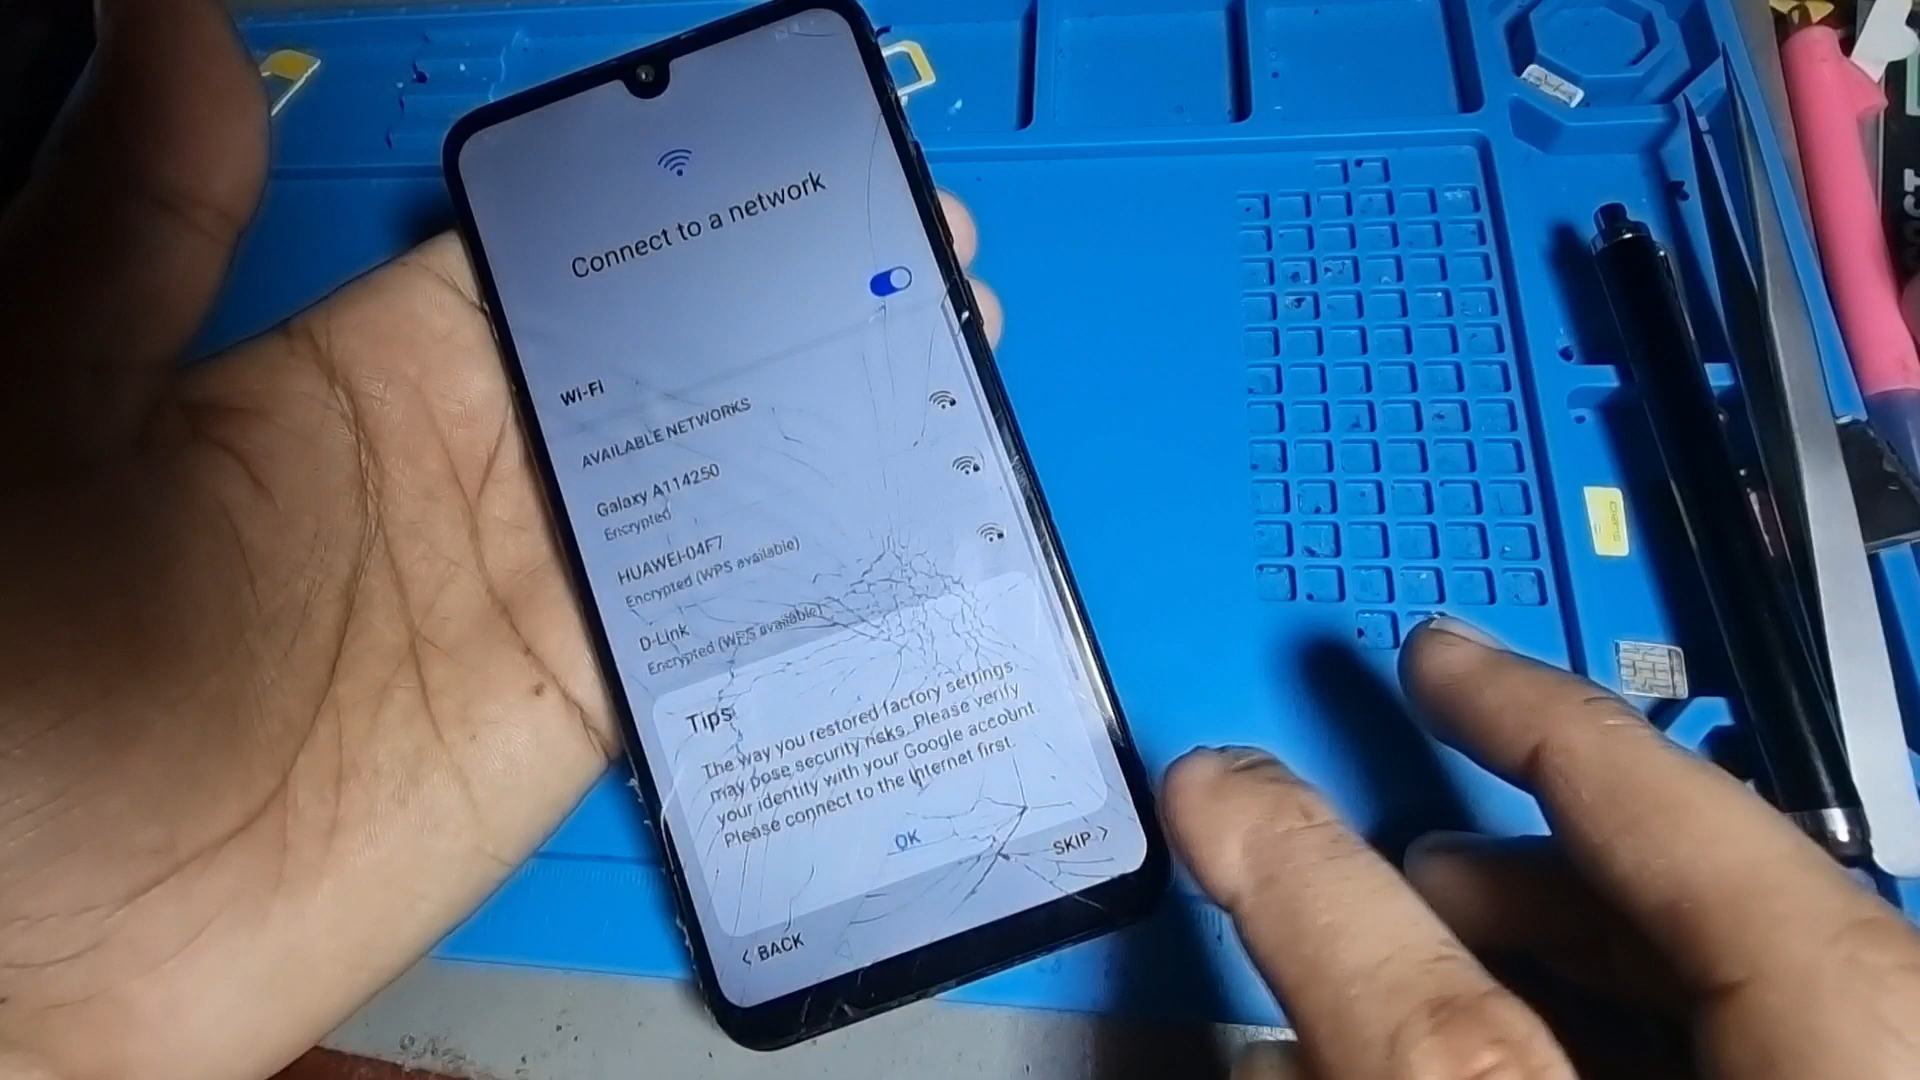 Connect to a network
Wi-Fi
AVAILABLE NETWORKS
Galaxy A114250
Encrypted
HUAWEI-04F7
Encrypted (WPS available)
D-Link
Encrypted (WPS available)
Tips
The way you restored factory settings
may pose security risks. Please verify
your identity with your Google account.
Please connect to the Internet first.
OK
< BACK
SKIP >